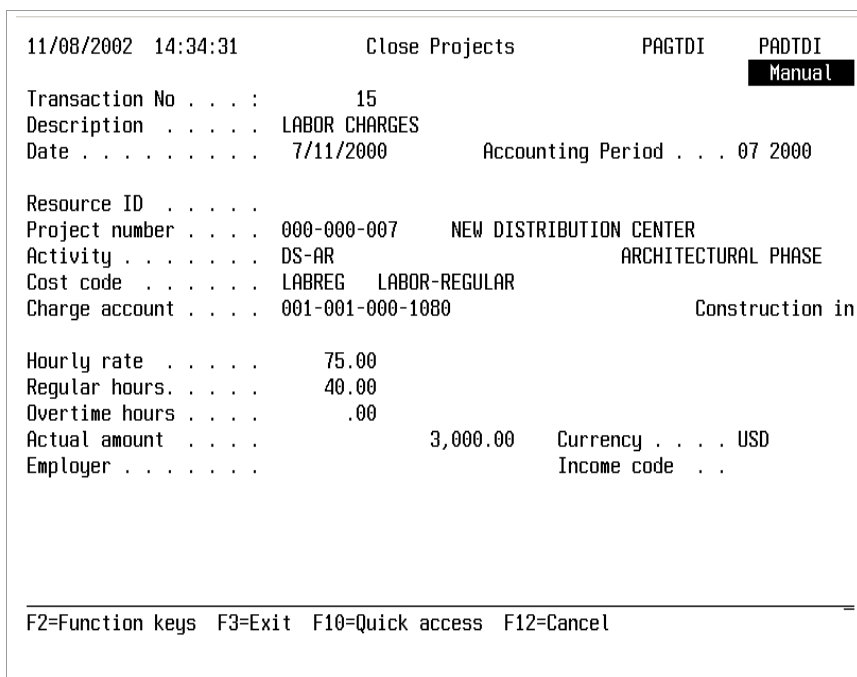 11/08/2002 14:34:31 Close Projects PAGTDI PADTDI
Manual
Transaction No . . . : 15
Description . . . . . LABOR CHARGES
Date . . . . . . . . . 7/11/2000 Accounting Period . . . 07 2000
Resource ID . . . . .
Project number . . . . 000-000-007 NEW DISTRIBUTION CENTER
Activity . . . . . . . DS-AR ARCHITECTURAL PHASE
Cost code . . . . . . LABREG LABOR-REGULAR
Charge account . . . . 001-001-000-1080 Construction in
Hourly rate . . . . . 75.00
Regular hours. . . . . 40.00
Overtime hours . . . . .00
Actual amount . . . . 3,000.00 Currency . . . . USD
Employer . . . . . . . Income code . .
F2=Function keys F3=Exit F10=Quick access F12=Cancel